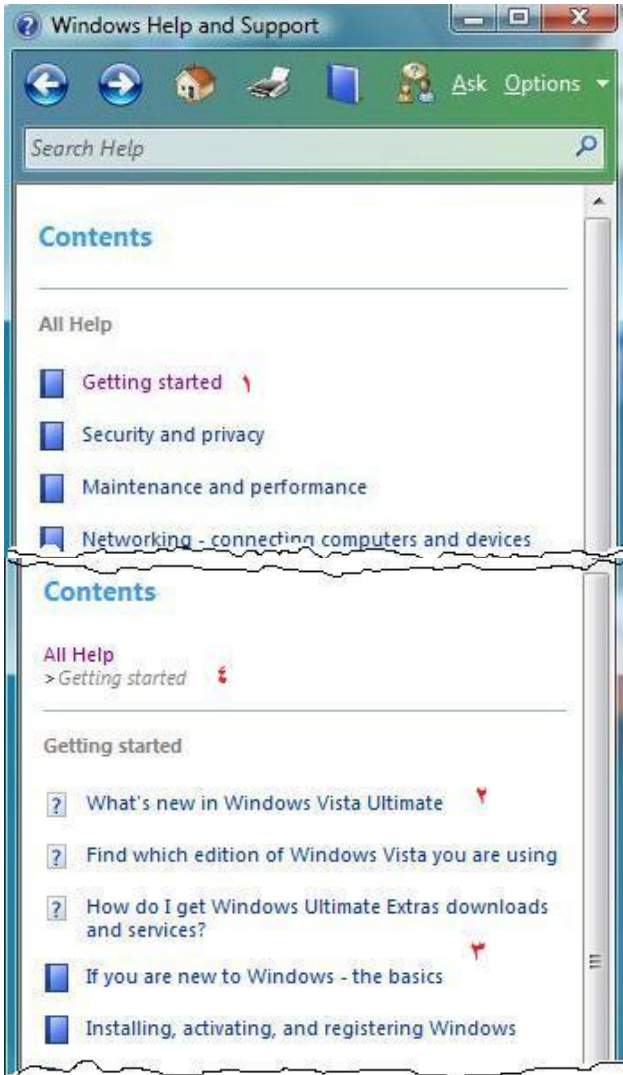 Windows Help and Support
Ask Options
Search Help
Contents
All Help
Getting started ١
Security and privacy
Maintenance and performance
Networking - connecting computers and devices
Contents
All Help
> Getting started ٤
Getting started
What's new in Windows Vista Ultimate ٢
Find which edition of Windows Vista you are using
How do I get Windows Ultimate Extras downloads
and services?
٣
If you are new to Windows - the basics
Installing, activating, and registering Windows